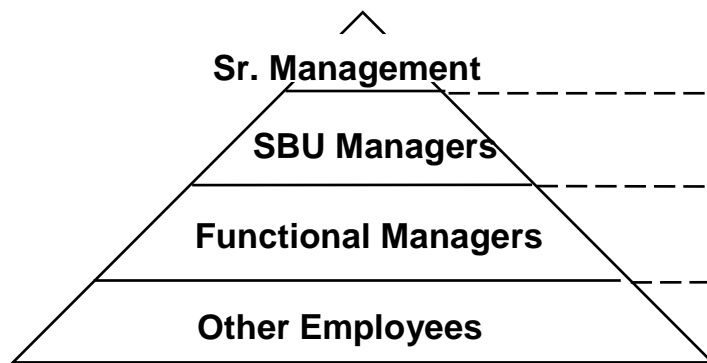 Sr. Management
SBU Managers
Functional Managers
Other Employees